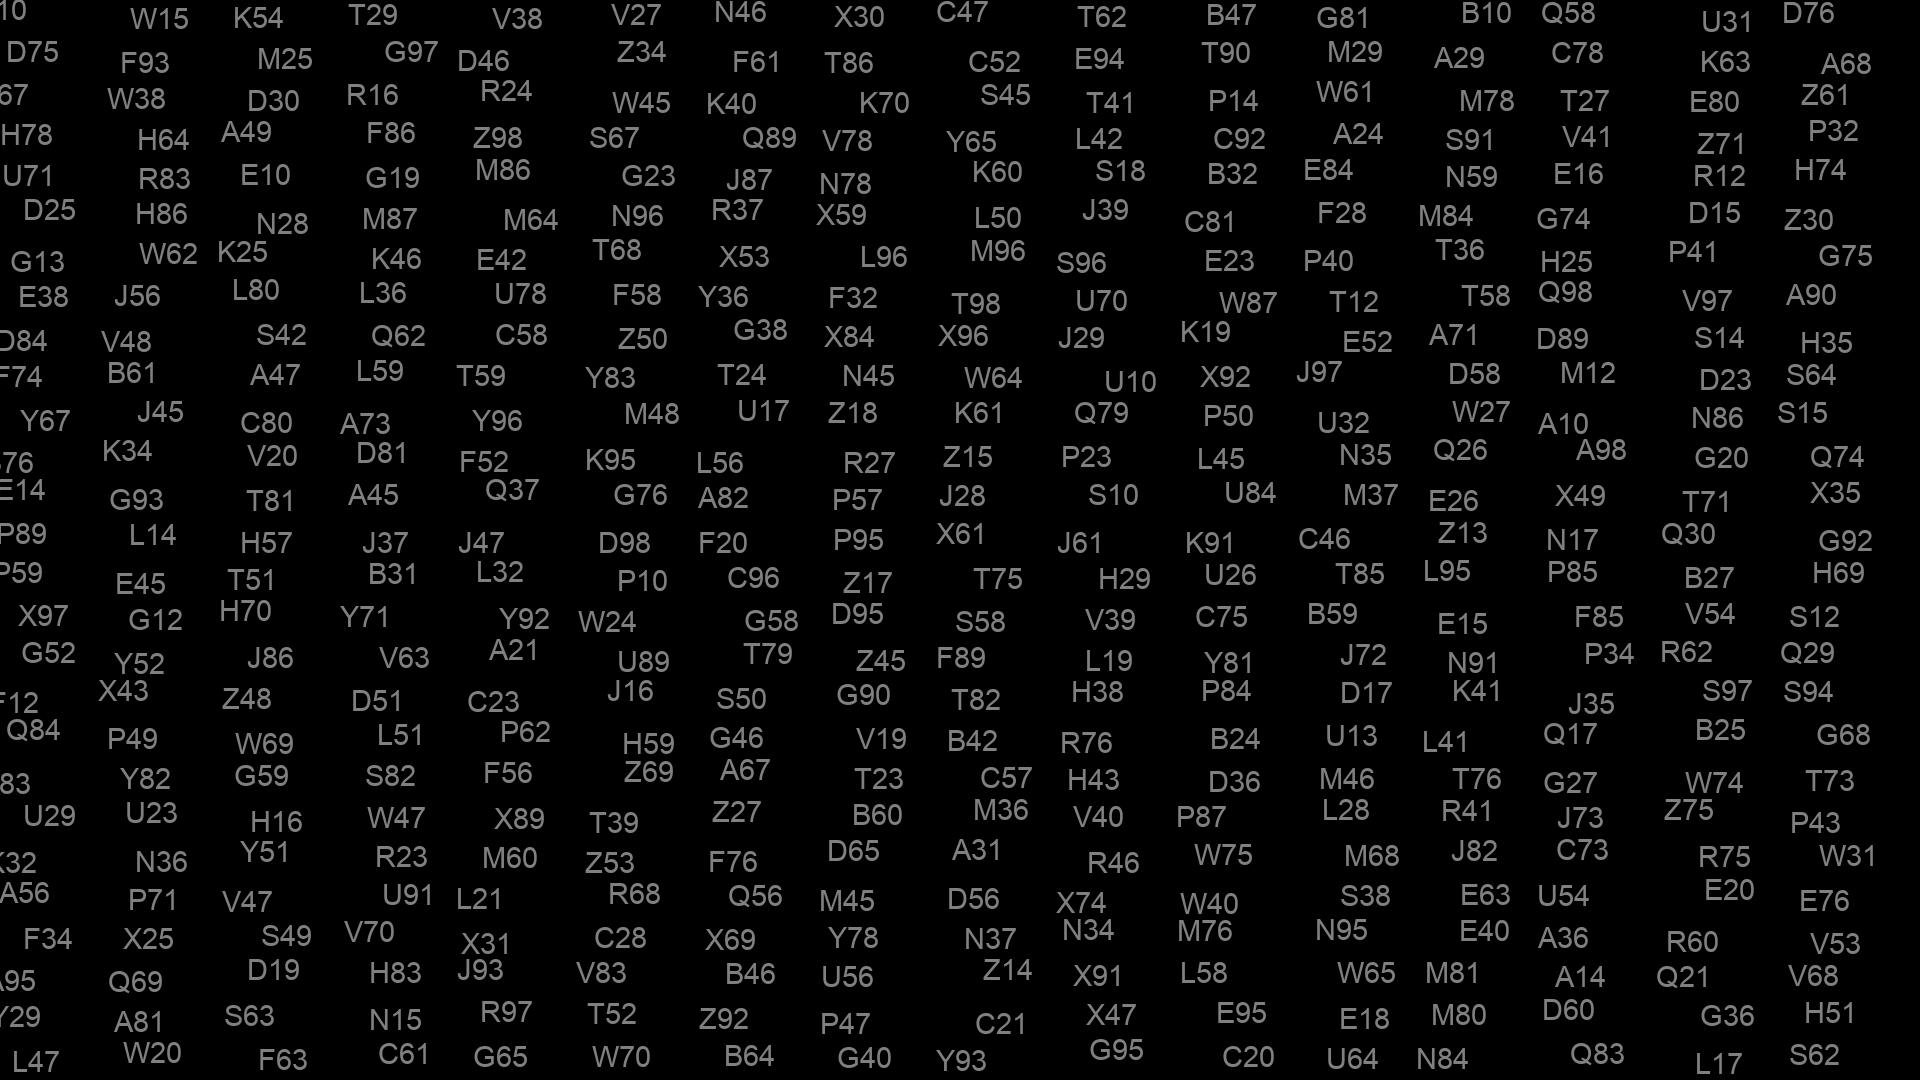 10 W15 K54 T29 V38 V27 N46 X30 C47 T62 B47 G81 B10 Q58 U31 D76
D75 F93 M25 G97 D46 Z34 F61 T86 C52 E94 T90 M29 A29 C78 K63 A68
67 W38 D30 R16 R24 W45 K40 K70 S45 T41 P14 W61 M78 T27 E80 Z61
H78 H64 A49 F86 Z98 S67 Q89 V78 Y65 L42 C92 A24 S91 V41 Z71 P32
U71 R83 E10 G19 M86 G23 J87 N78 K60 S18 B32 E84 N59 E16 R12 H74
D25 H86 N28 M87 M64 N96 R37 X59 L50 J39 C81 F28 M84 G74 D15 Z30
G13 W62 K25 K46 E42 T68 X53 L96 M96 S96 E23 P40 T36 H25 P41 G75
E38 J56 L80 L36 U78 F58 Y36 F32 T98 U70 W87 T12 T58 Q98 V97 A90
D84 V48 S42 Q62 C58 Z50 G38 X84 X96 J29 K19 E52 A71 D89 S14 H35
F74 B61 A47 L59 T59 Y83 T24 N45 W64 U10 X92 J97 D58 M12 D23 S64
Y67 J45 C80 A73 Y96 M48 U17 Z18 K61 Q79 P50 U32 W27 A10 N86 S15
76 K34 V20 D81 F52 K95 L56 R27 Z15 P23 L45 N35 Q26 A98 G20 Q74
E14 G93 T81 A45 Q37 G76 A82 P57 J28 S10 U84 M37 E26 X49 T71 X35
P89 L14 H57 J37 J47 D98 F20 P95 X61 J61 K91 C46 Z13 N17 Q30 G92
P59 E45 T51 B31 L32 P10 C96 Z17 T75 H29 U26 T85 L95 P85 B27 H69
X97 G12 H70 Y71 Y92 W24 G58 D95 S58 V39 C75 B59 E15 F85 V54 S12
G52 Y52 J86 V63 A21 U89 T79 Z45 F89 L19 Y81 J72 N91 P34 R62 Q29
F12 X43 Z48 D51 C23 J16 S50 G90 T82 H38 P84 D17 K41 J35 S97 S94
Q84 P49 W69 L51 P62 H59 G46 V19 B42 R76 B24 U13 L41 Q17 B25 G68
83 Y82 G59 S82 F56 Z69 A67 T23 C57 H43 D36 M46 T76 G27 W74 T73
U29 U23 H16 W47 X89 T39 Z27 B60 M36 V40 P87 L28 R41 J73 Z75 P43
K32 N36 Y51 R23 M60 Z53 F76 D65 A31 R46 W75 M68 J82 C73 R75 W31
A56 P71 V47 U91 L21 R68 Q56 M45 D56 X74 W40 S38 E63 U54 E20 E76
F34 X25 S49 V70 X31 C28 X69 Y78 N37 N34 M76 N95 E40 A36 R60 V53
A95 Q69 D19 H83 J93 V83 B46 U56 Z14 X91 L58 W65 M81 A14 Q21 V68
Y29 A81 S63 N15 R97 T52 Z92 P47 C21 X47 E95 E18 M80 D60 G36 H51
L47 W20 F63 C61 G65 W70 B64 G40 Y93 G95 C20 U64 N84 Q83 L17 S62